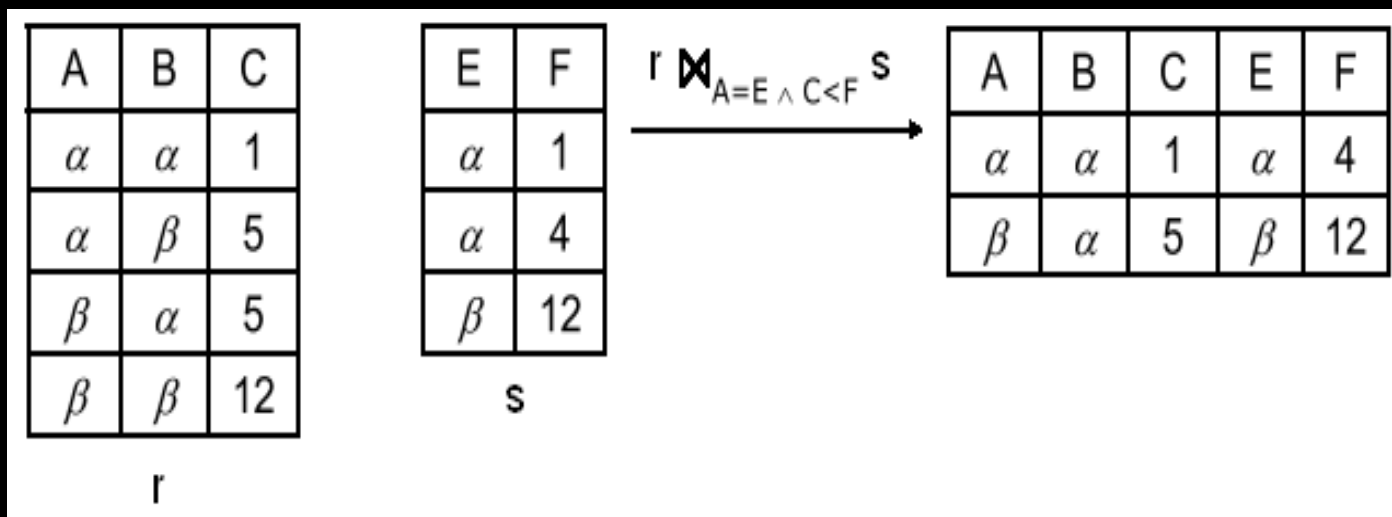 A B C
α α 1
α β 5
β α 5
β β 12
r
E F
α 1
α 4
β 12
s
r ⋈ A=E ∧ C<F s
A B C E F
α α 1 α 4
β α 5 β 12